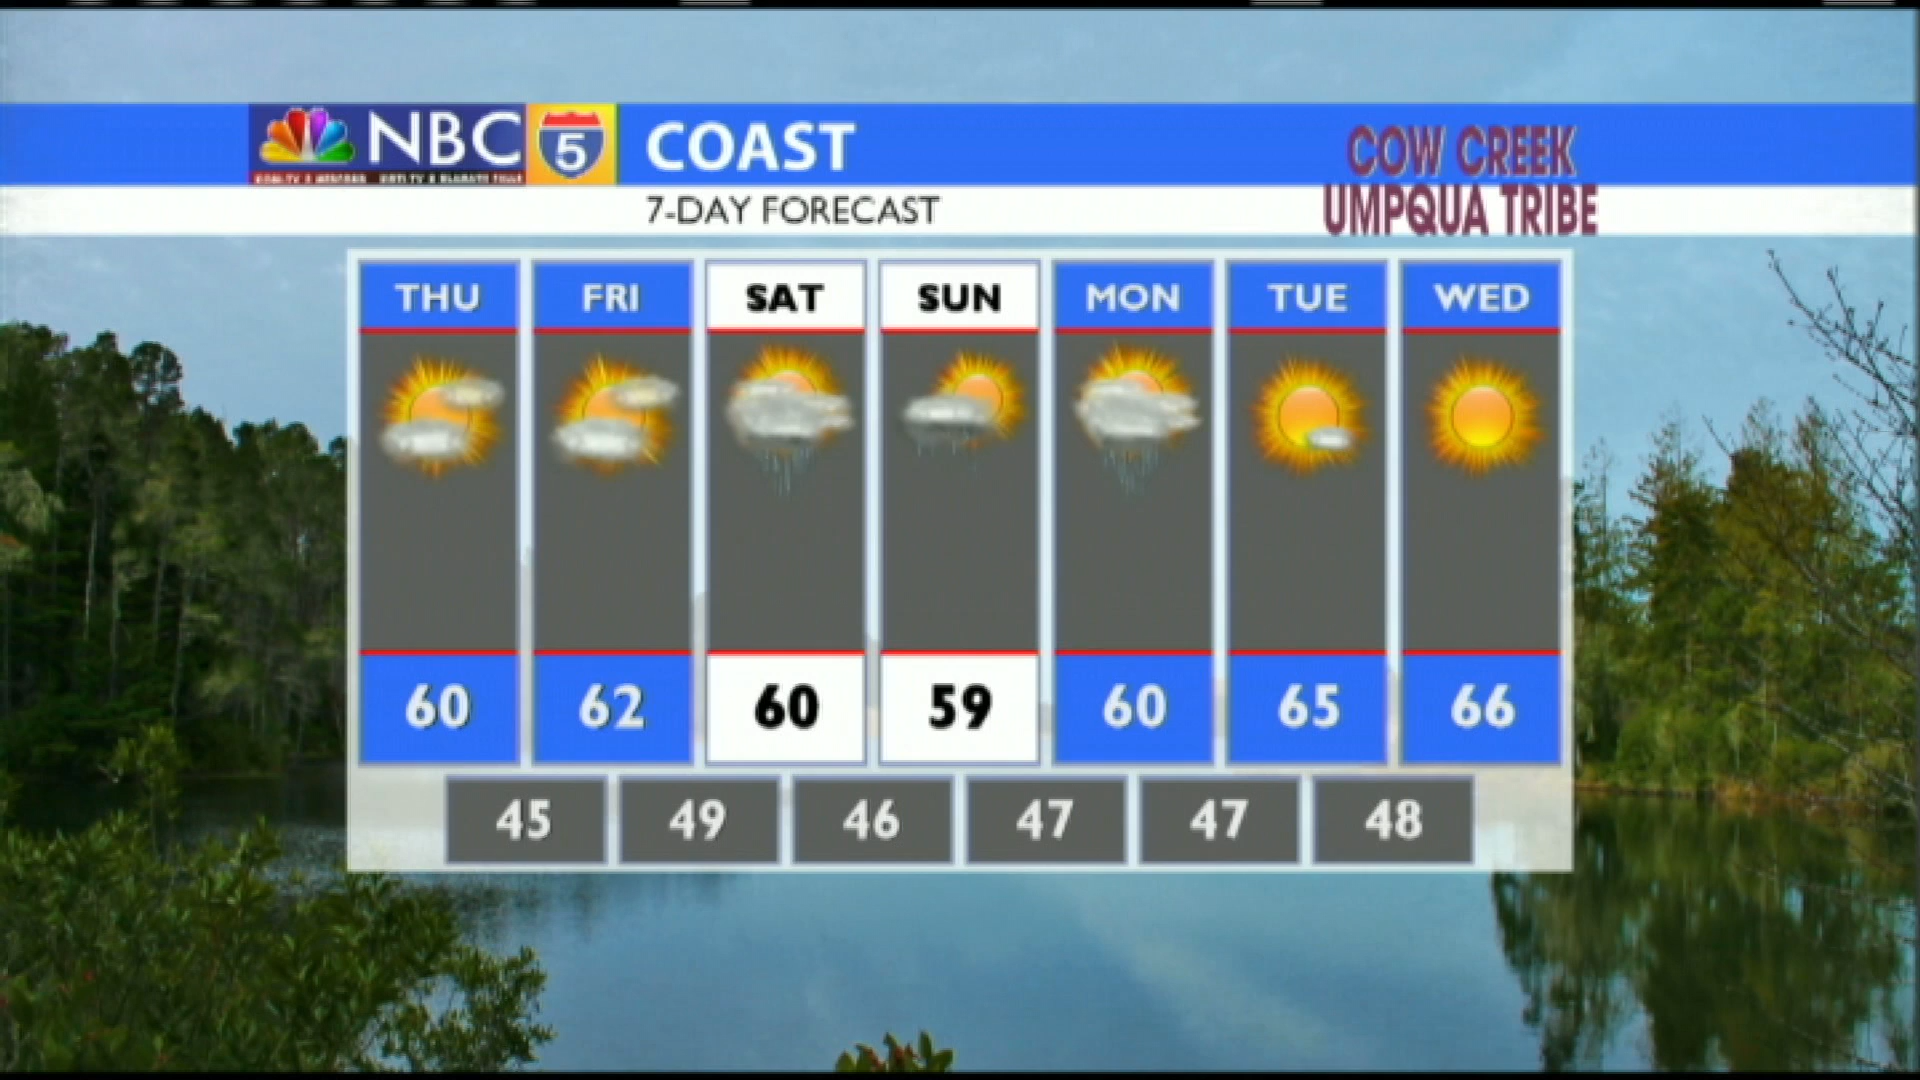 NBC 5 COAST
7-DAY FORECAST
COW CREEK
UMPQUA TRIBE
THU FRI SAT SUN MON TUE WED
60 62 60 59 60 65 66
45 49 46 47 47 48